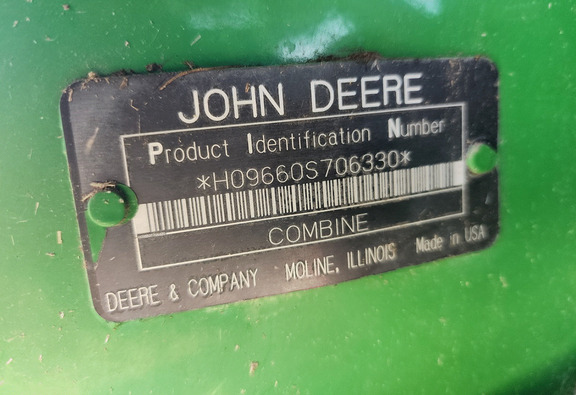 JOHN DEERE
Product Identification Number
*H09660S706330*
COMBINE
DEERE & COMPANY MOLINE, ILLINOIS Made in USA